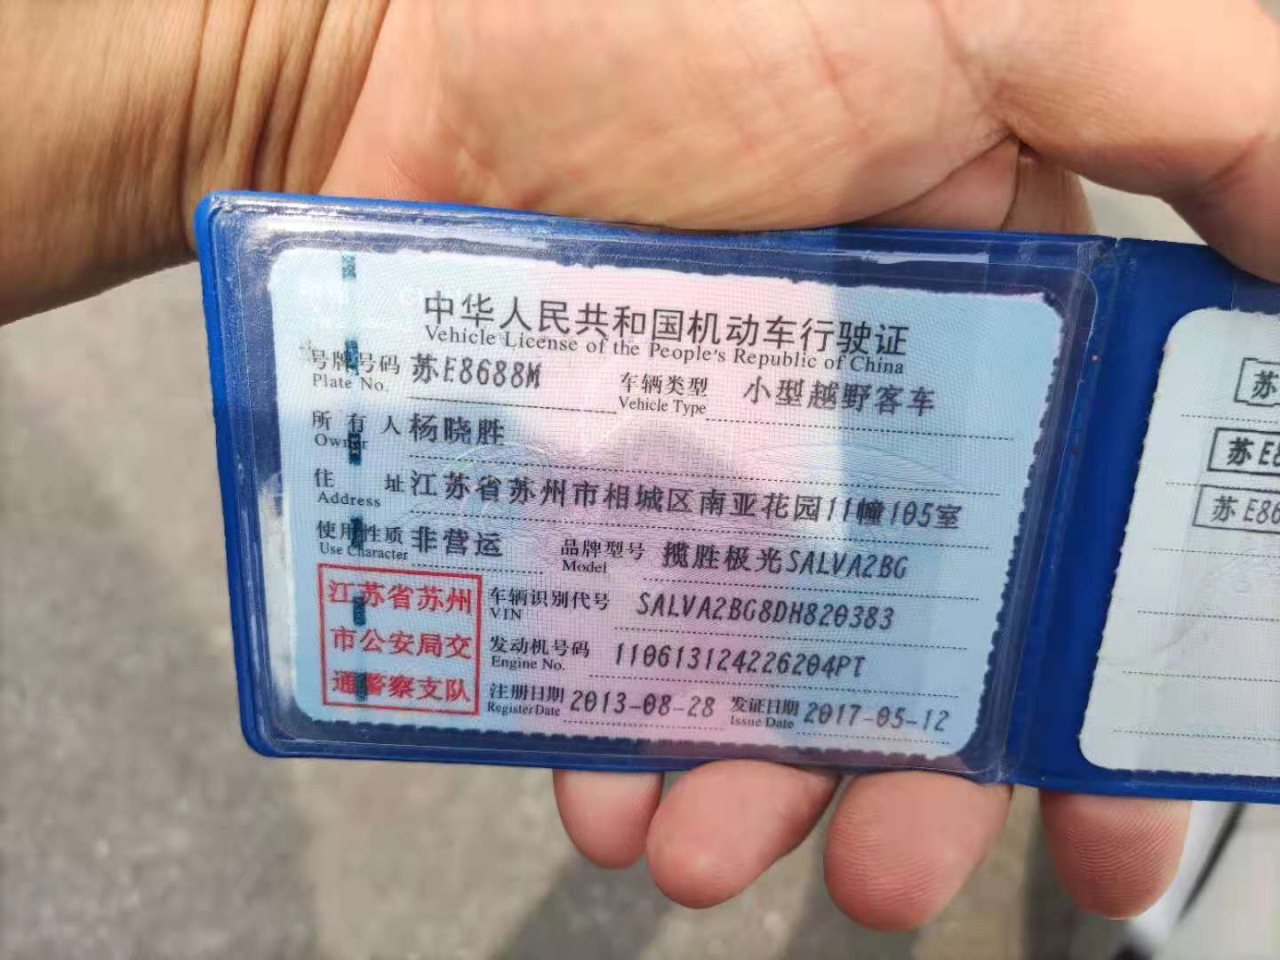 中华人民共和国机动车行驶证
Vehicle License of the People's Republic of China
号牌号码 苏E8688M 车辆类型 小型越野客车
Plate No. Vehicle Type
所有人 杨晓胜
Owner
住址 江苏省苏州市相城区南亚花园11幢105室
Address
使用性质 非营运 品牌型号 揽胜极光SALVA2BG
Use Character Model
江苏省苏州
市公安局交
通警察支队
车辆识别代号 SALVA2BG8DH820383
VIN
发动机号码 110613124226204PT
Engine No.
注册日期 2013-08-28 发证日期 2017-05-12
Register Date Issue Date
苏
苏E8
苏E86